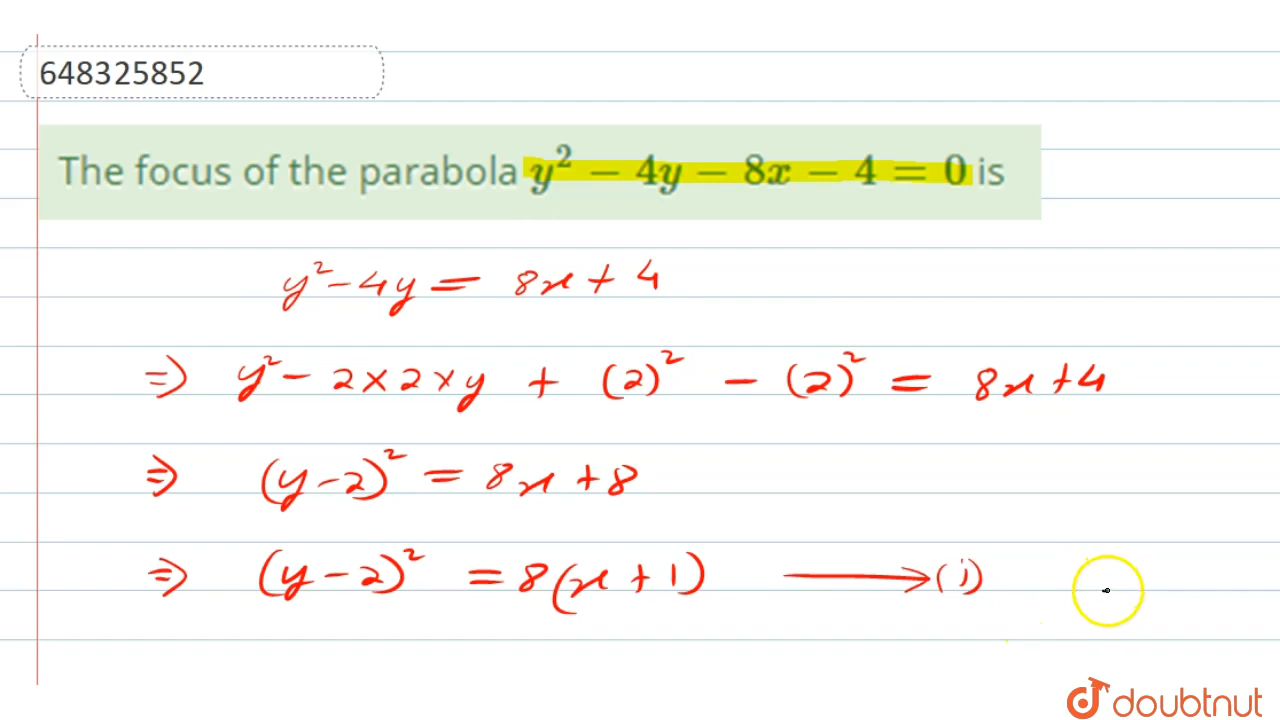 648325852
The focus of the parabola y² − 4y − 8x − 4 = 0 is
y² - 4y = 8x + 4
⇒ y² - 2×2×y + (2)² - (2)² = 8x+4
⇒ (y-2)² = 8x+8
⇒ (y-2)² = 8(x+1) ⟶(i)
doubtnut